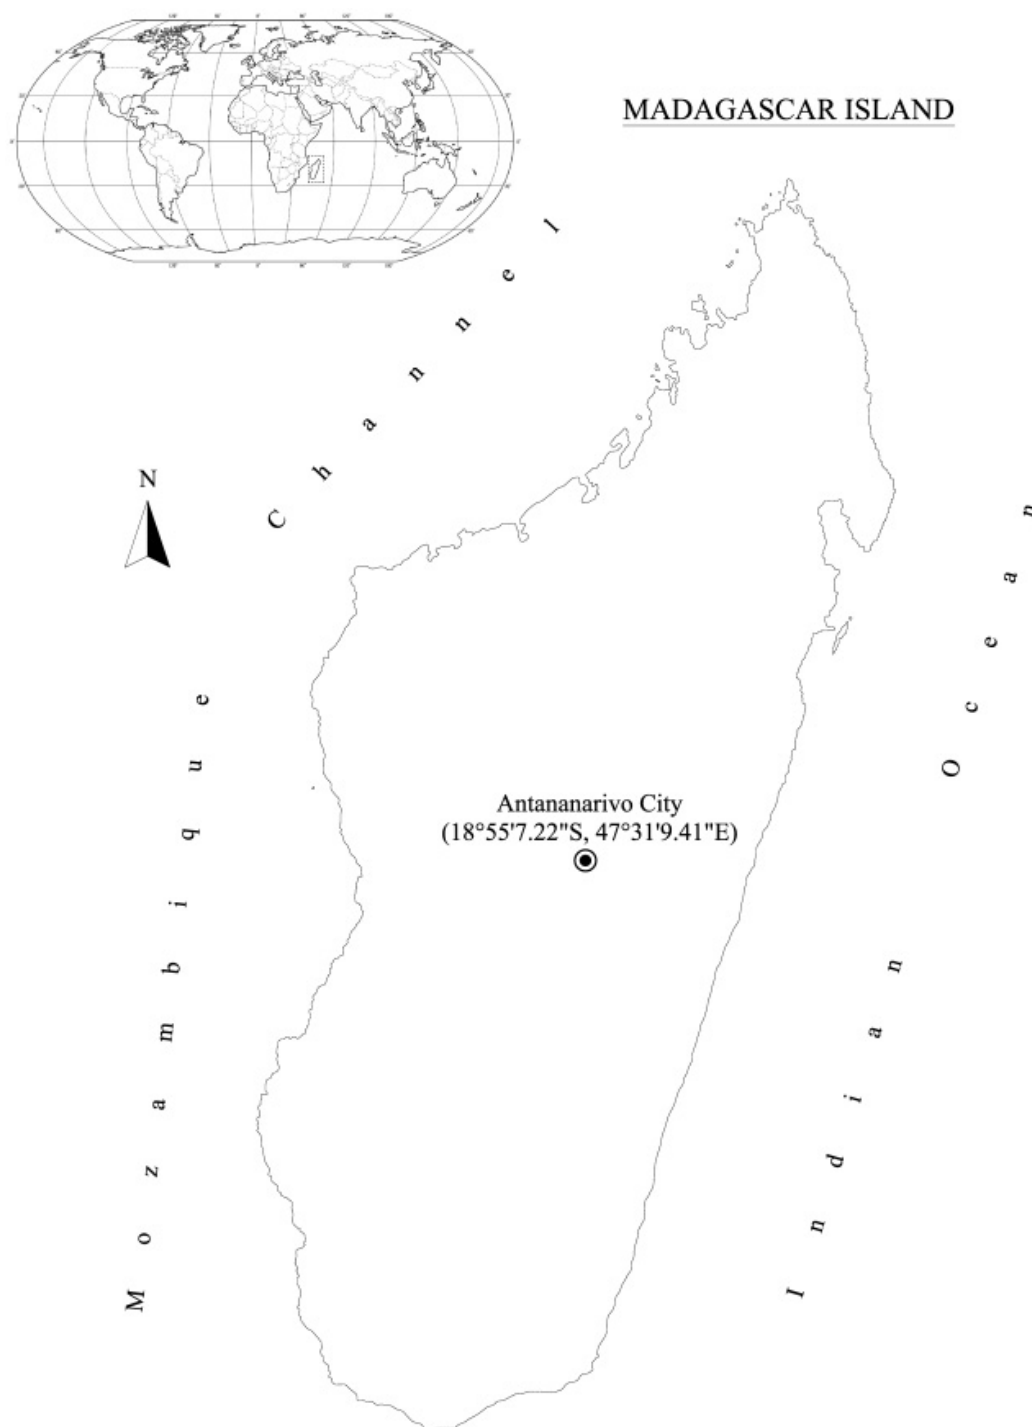 MADAGASCAR ISLAND
Mozambique Channel
N
Antananarivo City
(18°55'7.22"S, 47°31'9.41"E)
Indian Ocean